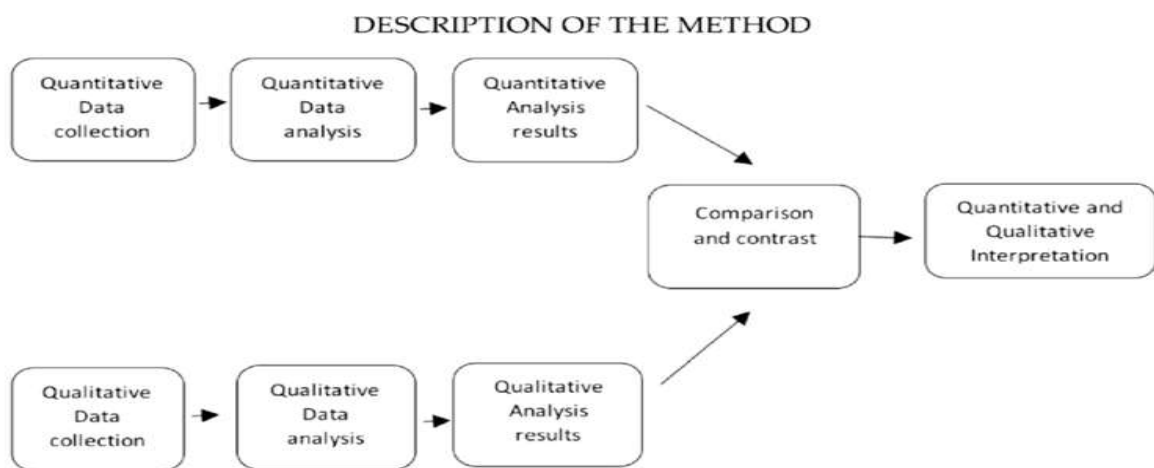 DESCRIPTION OF THE METHOD
Quantitative
Data
collection
Quantitative
Data
analysis
Quantitative
Analysis
results
Comparison
and contrast
Quantitative and
Qualitative
Interpretation
Qualitative
Data
collection
Qualitative
Data
analysis
Qualitative
Analysis
results